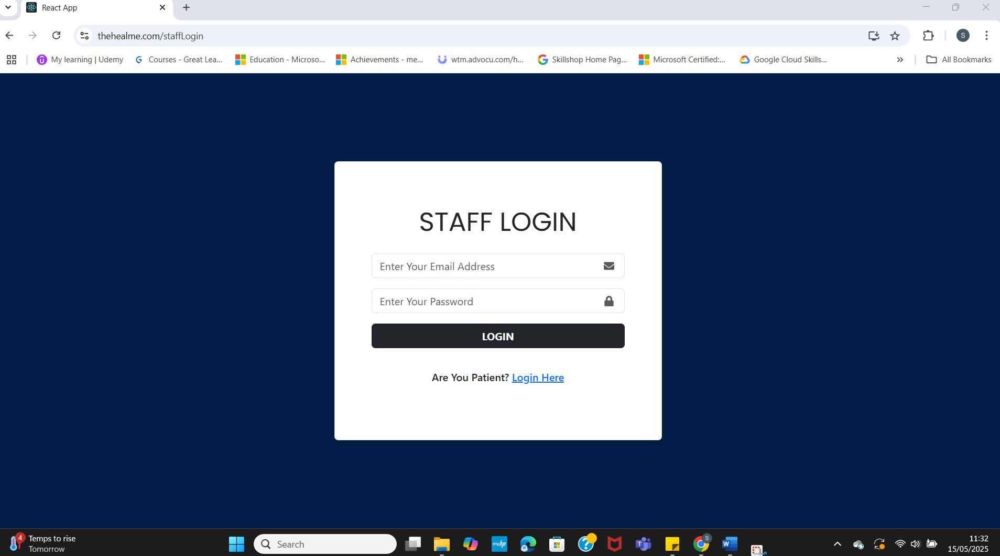 React App
thehealme.com/staffLogin
S
My learning | Udemy
Courses - Great Lea...
Education - Microso...
Achievements - me...
wtm.advocu.com/h...
Skillshop Home Pag...
Microsoft Certified:...
Google Cloud Skills...
All Bookmarks
STAFF LOGIN
Enter Your Email Address
Enter Your Password
LOGIN
Are You Patient? Login Here
4
Temps to rise
Tomorrow
Search
myhp
S
11:32
15/05/2025